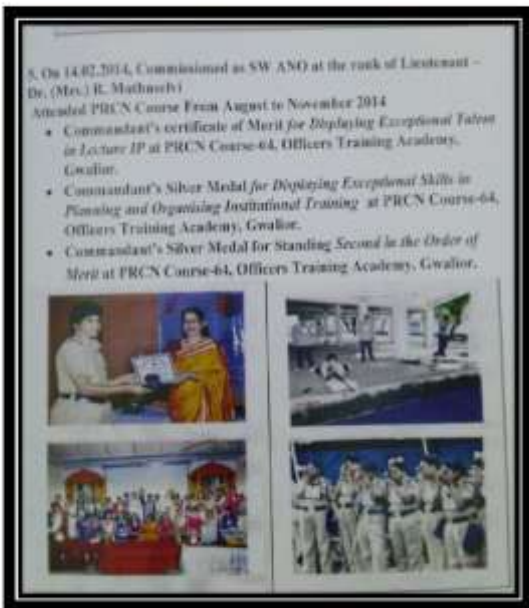 5. On 14.02.2014, Commissioned as SW ANO at the rank of Lieutenant –
Dr. (Mrs.) R. Mathuselvi
Attended PRCN Course From August to November 2014
• Commandant's certificate of Merit for Displaying Exceptional Talent
in Lecture IP at PRCN Course-64, Officers Training Academy,
Gwalior.
• Commandant's Silver Medal for Displaying Exceptional Skills in
Planning and Organising Institutional Training at PRCN Course-64,
Officers Training Academy, Gwalior.
• Commandant's Silver Medal for Standing Second in the Order of
Merit at PRCN Course-64, Officers Training Academy, Gwalior.